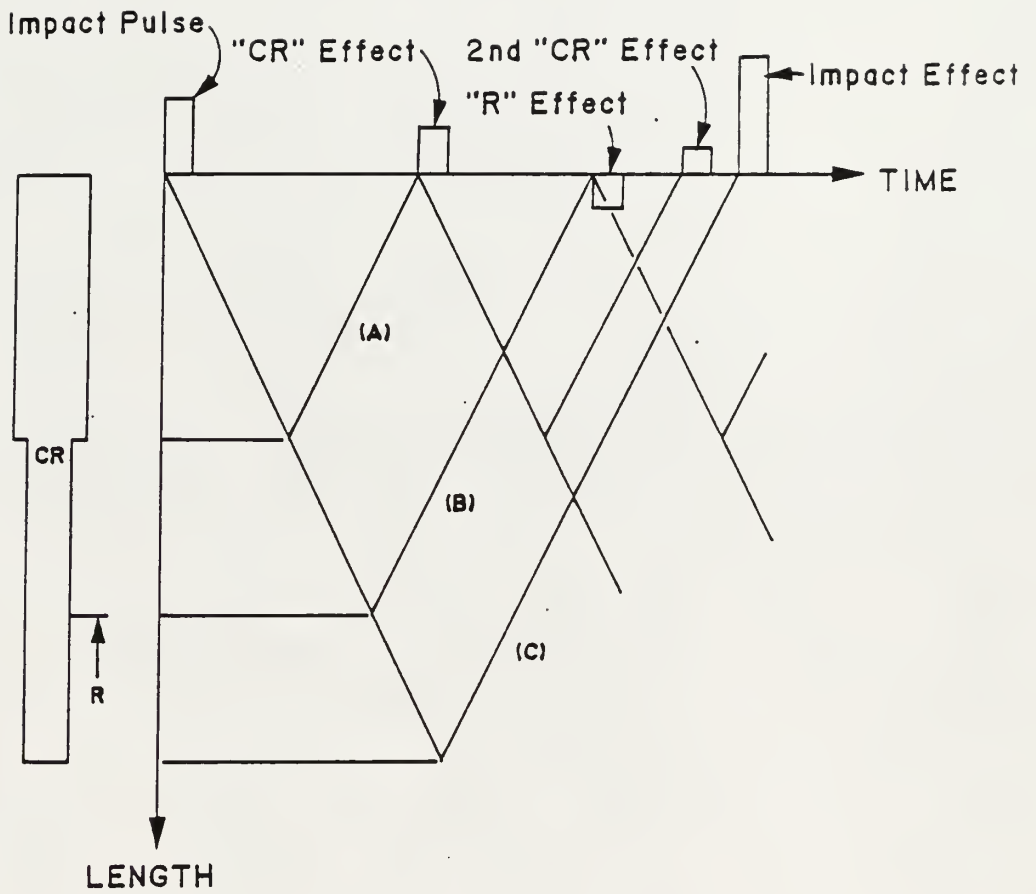 Impact Pulse
"CR" Effect
2nd "CR" Effect
"R" Effect
Impact Effect
TIME
(A)
CR
(B)
(C)
R
LENGTH